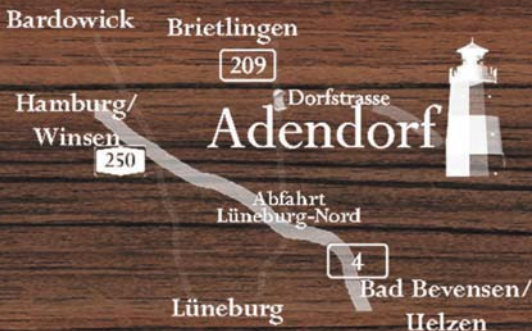 Bardowick
Brietlingen
209
Dorfstrasse
Hamburg/
Winsen
Adendorf
250
Abfahrt
Lüneburg-Nord
4
Bad Bevensen/
Uelzen
Lüneburg